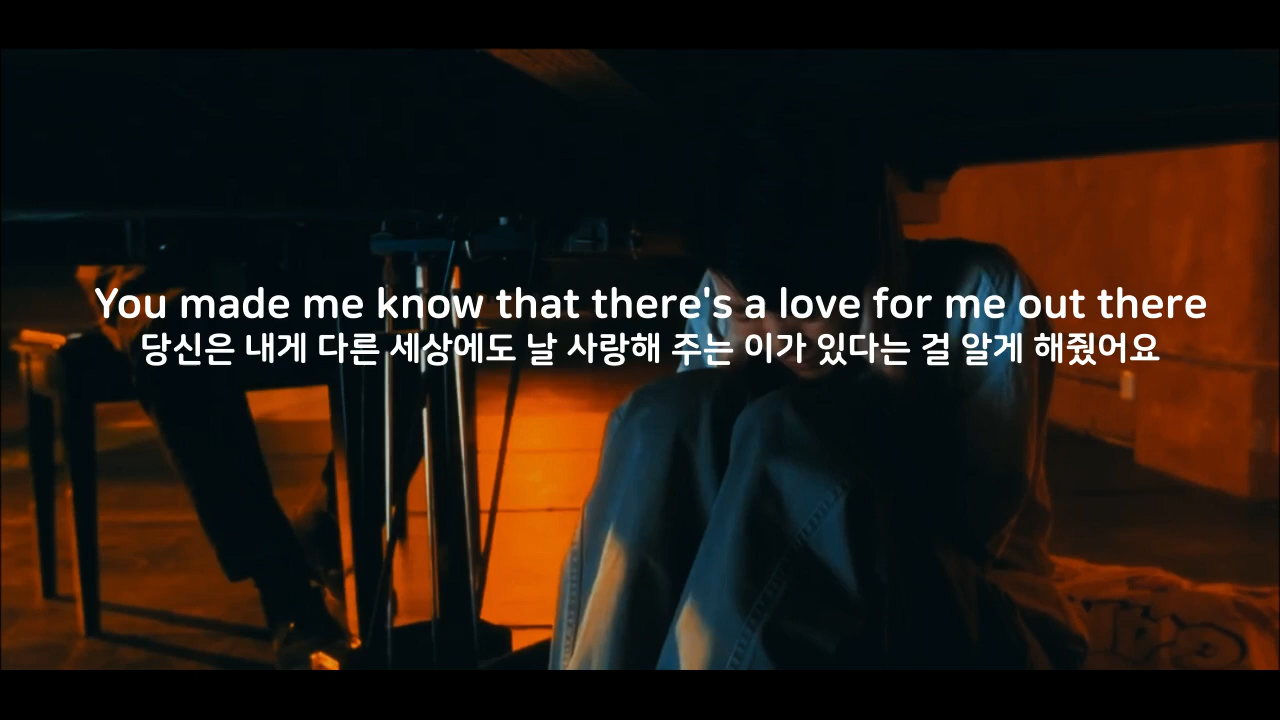 You made me know that there's a love for me out there
당신은 내게 다른 세상에도 날 사랑해 주는 이가 있다는 걸 알게 해줬어요